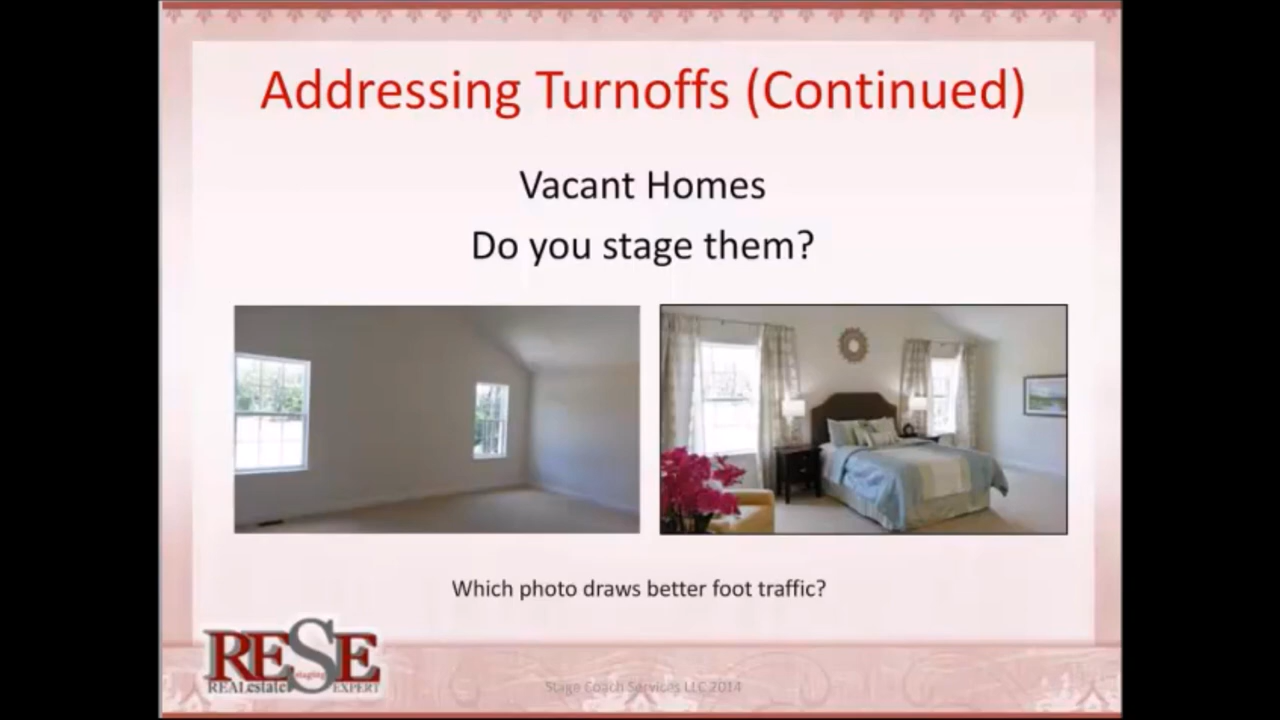 Addressing Turnoffs (Continued)
Vacant Homes
Do you stage them?
Which photo draws better foot traffic?
RESE
staging
REALestate EXPERT
Stage Coach Services LLC 2014